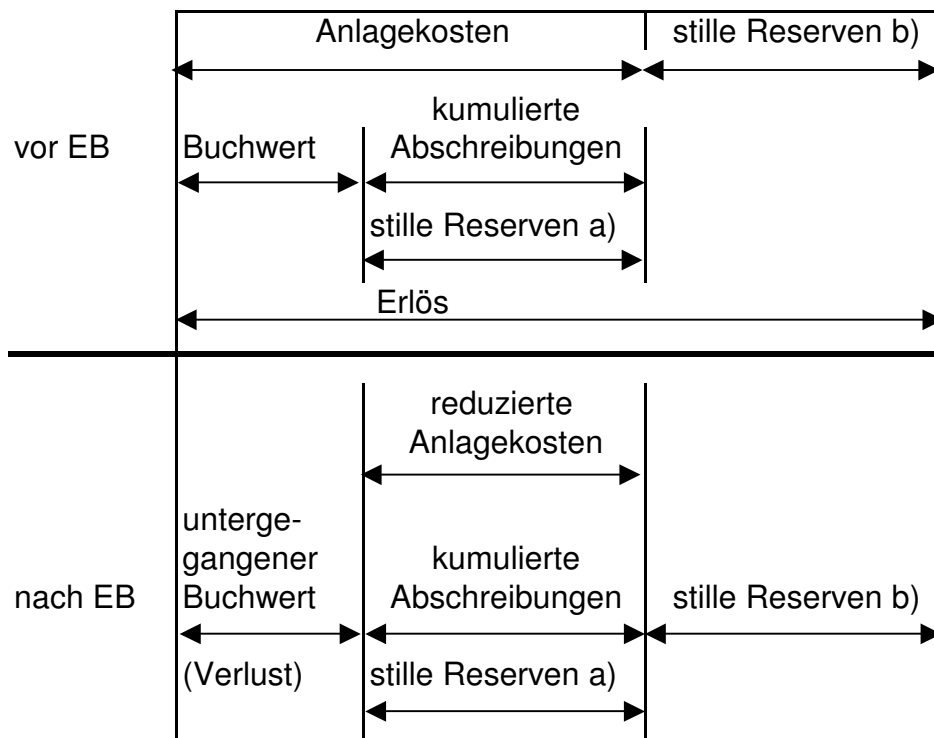 Anlagekosten stille Reserven b)
kumulierte
vor EB Buchwert Abschreibungen
stille Reserven a)
Erlös
reduzierte
Anlagekosten
unterge-
gangener kumulierte
nach EB Buchwert Abschreibungen stille Reserven b)
(Verlust) stille Reserven a)